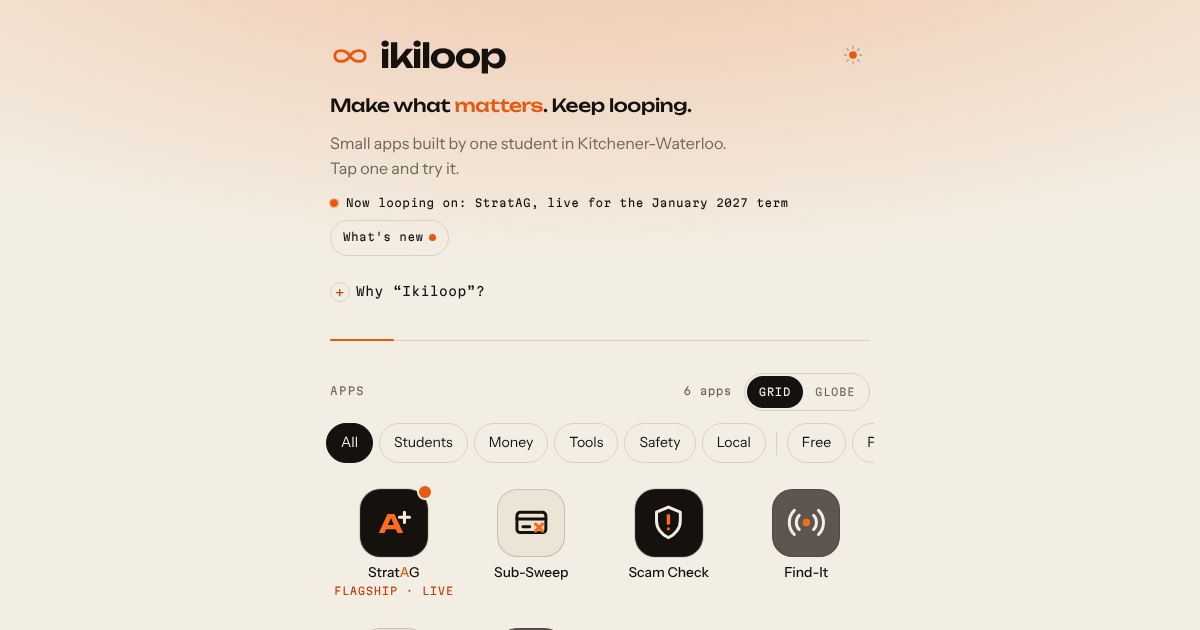 ikiloop
Make what matters. Keep looping.
Small apps built by one student in Kitchener-Waterloo.
Tap one and try it.
Now looping on: StratAG, live for the January 2027 term
What's new
+ Why “Ikiloop”?
APPS 6 apps GRID GLOBE
All Students Money Tools Safety Local Free
A+
StratAG Sub-Sweep Scam Check Find-It
FLAGSHIP · LIVE